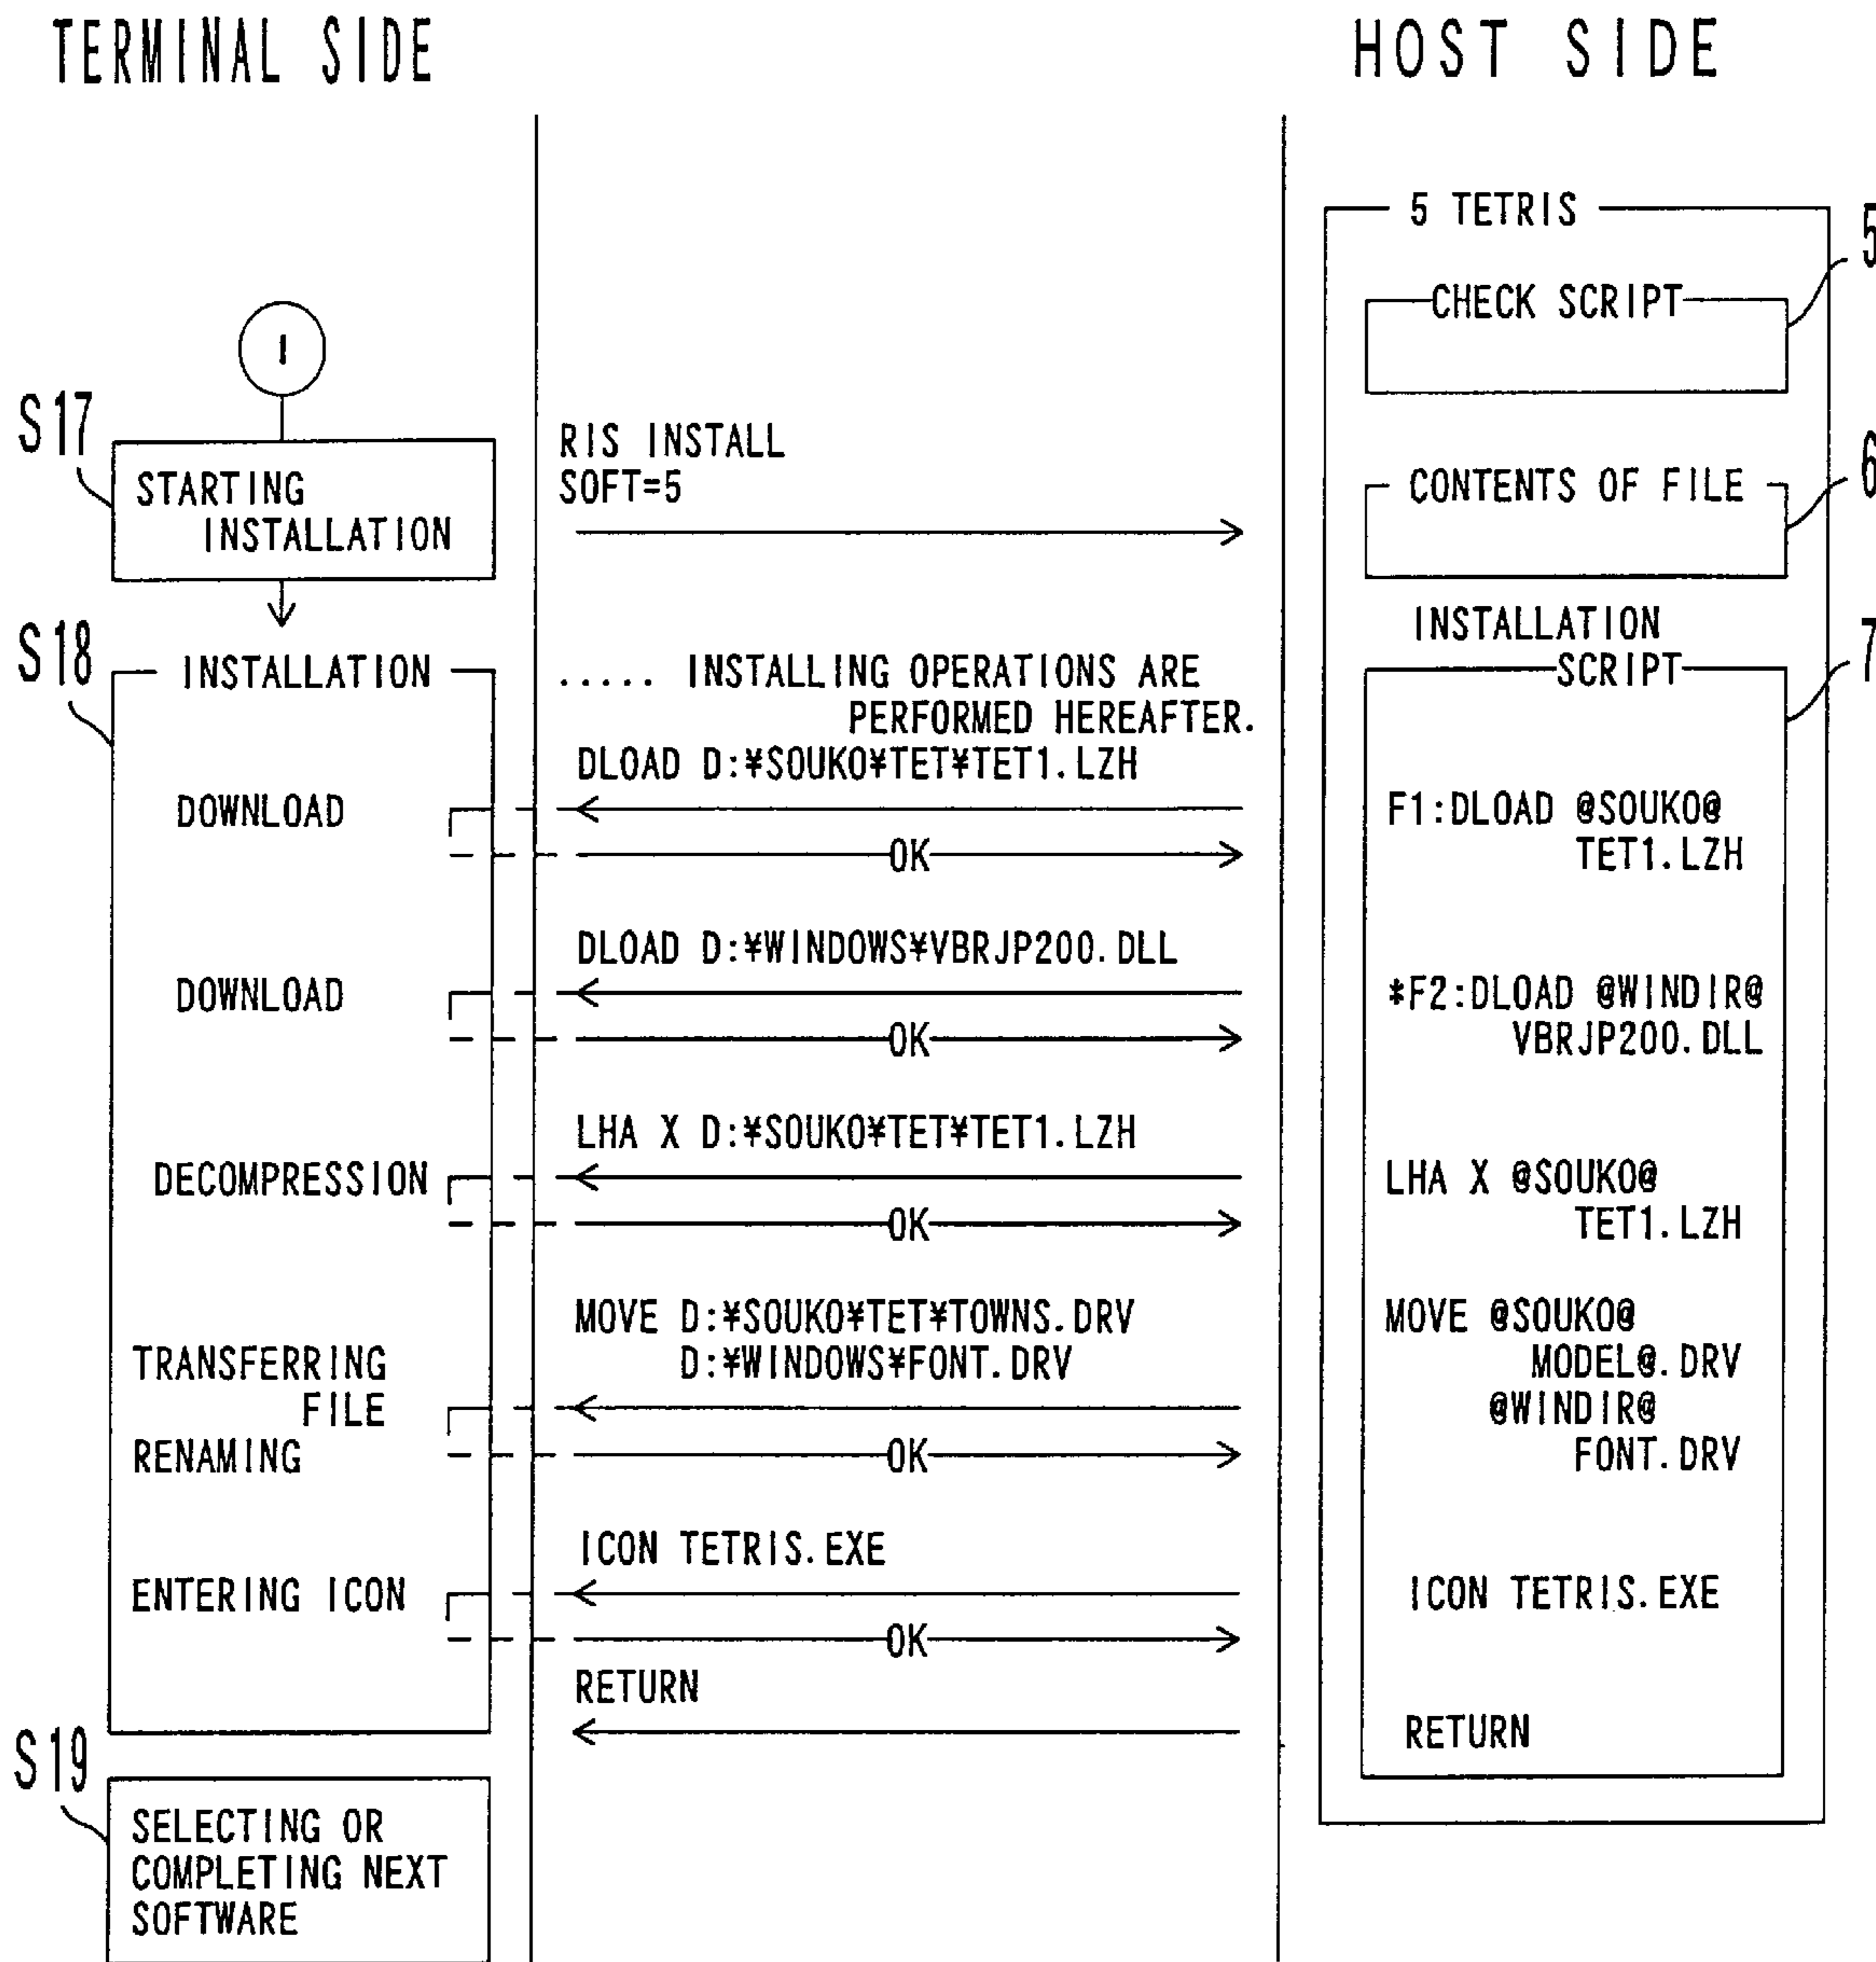 TERMINAL SIDE
HOST SIDE
5 TETRIS
5
CHECK SCRIPT
1
S17
STARTING
INSTALLATION
RIS INSTALL
SOFT=5
CONTENTS OF FILE
6
INSTALLATION
SCRIPT
7
S18
INSTALLATION
..... INSTALLING OPERATIONS ARE
PERFORMED HEREAFTER.
DLOAD D:¥SOUKO¥TET¥TET1.LZH
DOWNLOAD
OK
F1:DLOAD @SOUKO@
TET1.LZH
DLOAD D:¥WINDOWS¥VBRJP200.DLL
DOWNLOAD
OK
*F2:DLOAD @WINDIR@
VBRJP200.DLL
LHA X D:¥SOUKO¥TET¥TET1.LZH
DECOMPRESSION
OK
LHA X @SOUKO@
TET1.LZH
MOVE D:¥SOUKO¥TET¥TOWNS.DRV
D:¥WINDOWS¥FONT.DRV
TRANSFERRING
FILE
RENAMING
OK
MOVE @SOUKO@
MODEL@.DRV
@WINDIR@
FONT.DRV
ICON TETRIS.EXE
ENTERING ICON
OK
ICON TETRIS.EXE
RETURN
RETURN
S19
SELECTING OR
COMPLETING NEXT
SOFTWARE